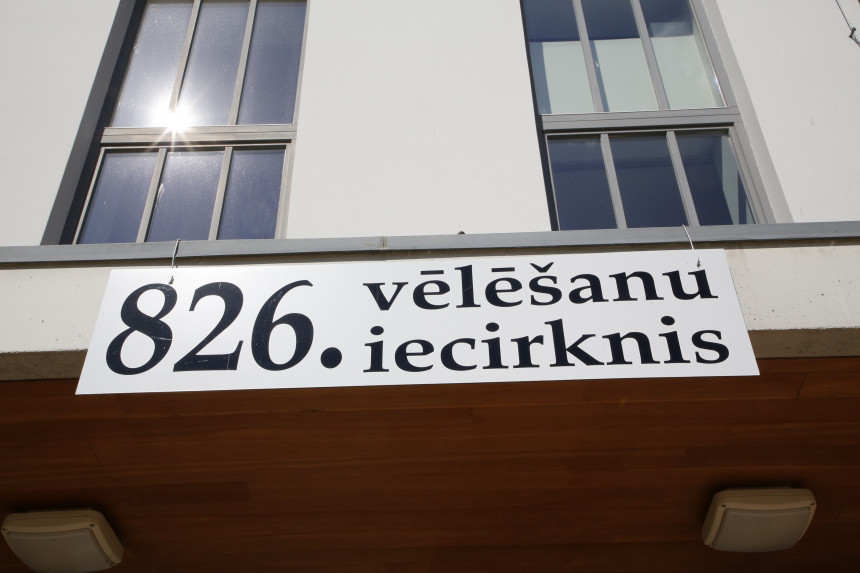 826. vēlēšanu
iecirknis